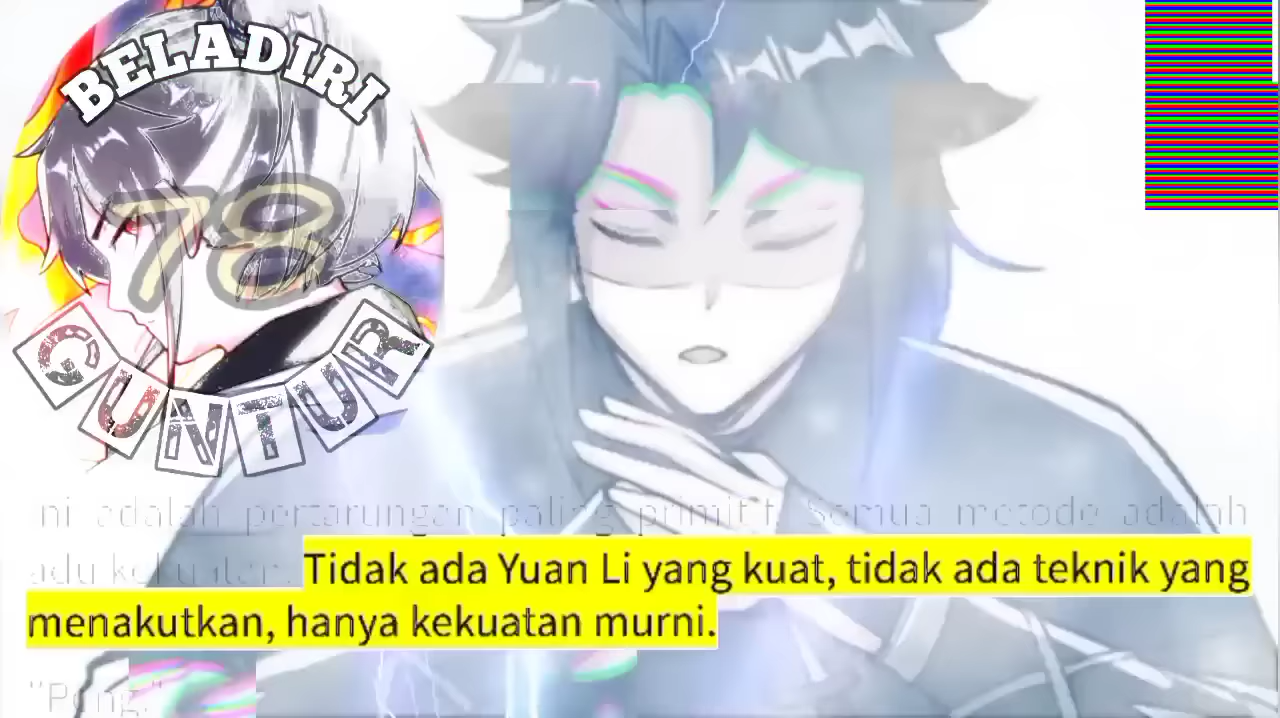 BELADIRI
78
GUNTUR
ni adalah pertarungan paling primitif. Semua metode adalah
adu kekuatan. Tidak ada Yuan Li yang kuat, tidak ada teknik yang
menakutkan, hanya kekuatan murni.
"Pong."